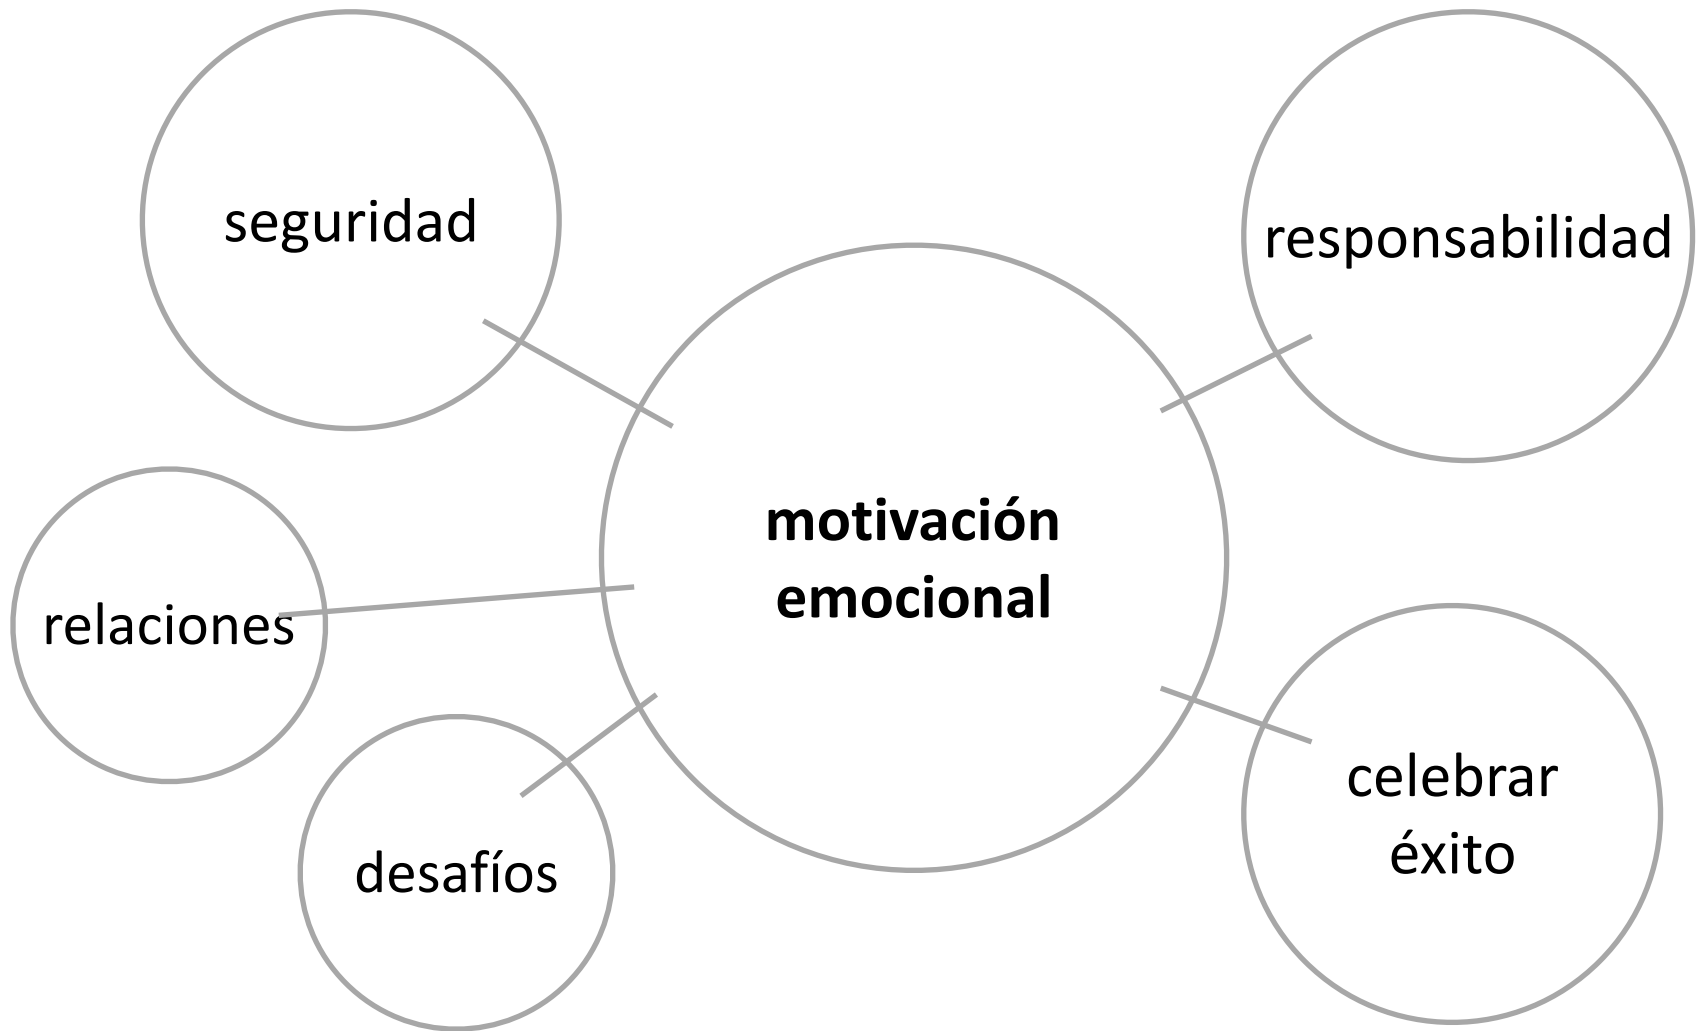 seguridad
responsabilidad
motivación
emocional
relaciones
celebrar
éxito
desafíos